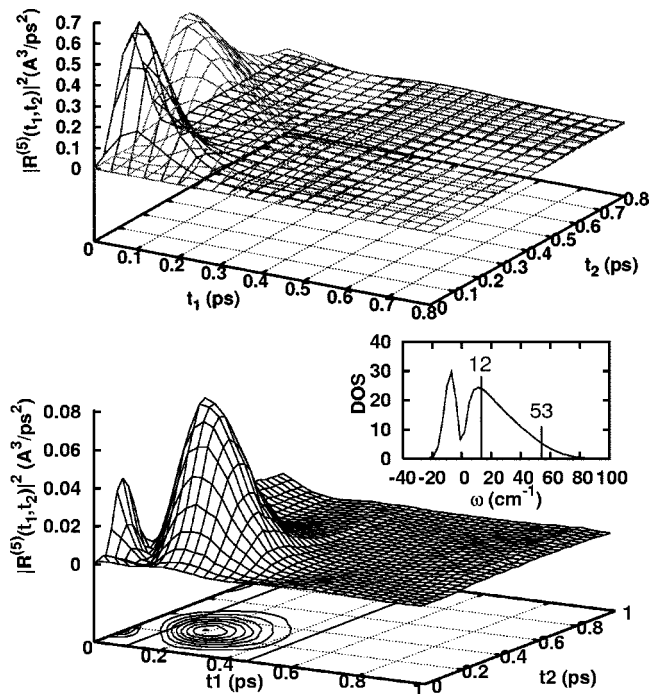 |R(5)(t1,t2)|2(A3/ps2)
0.7
0.6
0.5
0.4
0.3
0.2
0.1
0
0 0.1 0.2 0.3 0.4 0.5 0.6 0.7 0.8
t1 (ps)
0 0.1 0.2 0.3 0.4 0.5 0.6 0.7 0.8
t2 (ps)
DOS
40
30
20
10
0
12
53
-40 -20 0 20 40 60 80 100
ω (cm-1)
|R(5)(t1,t2)|2 (A3/ps2)
0.08
0.06
0.04
0.02
0
0 0.2 0.4 0.6 0.8 1
t1 (ps)
0 0.2 0.4 0.6 0.8 1
t2 (ps)